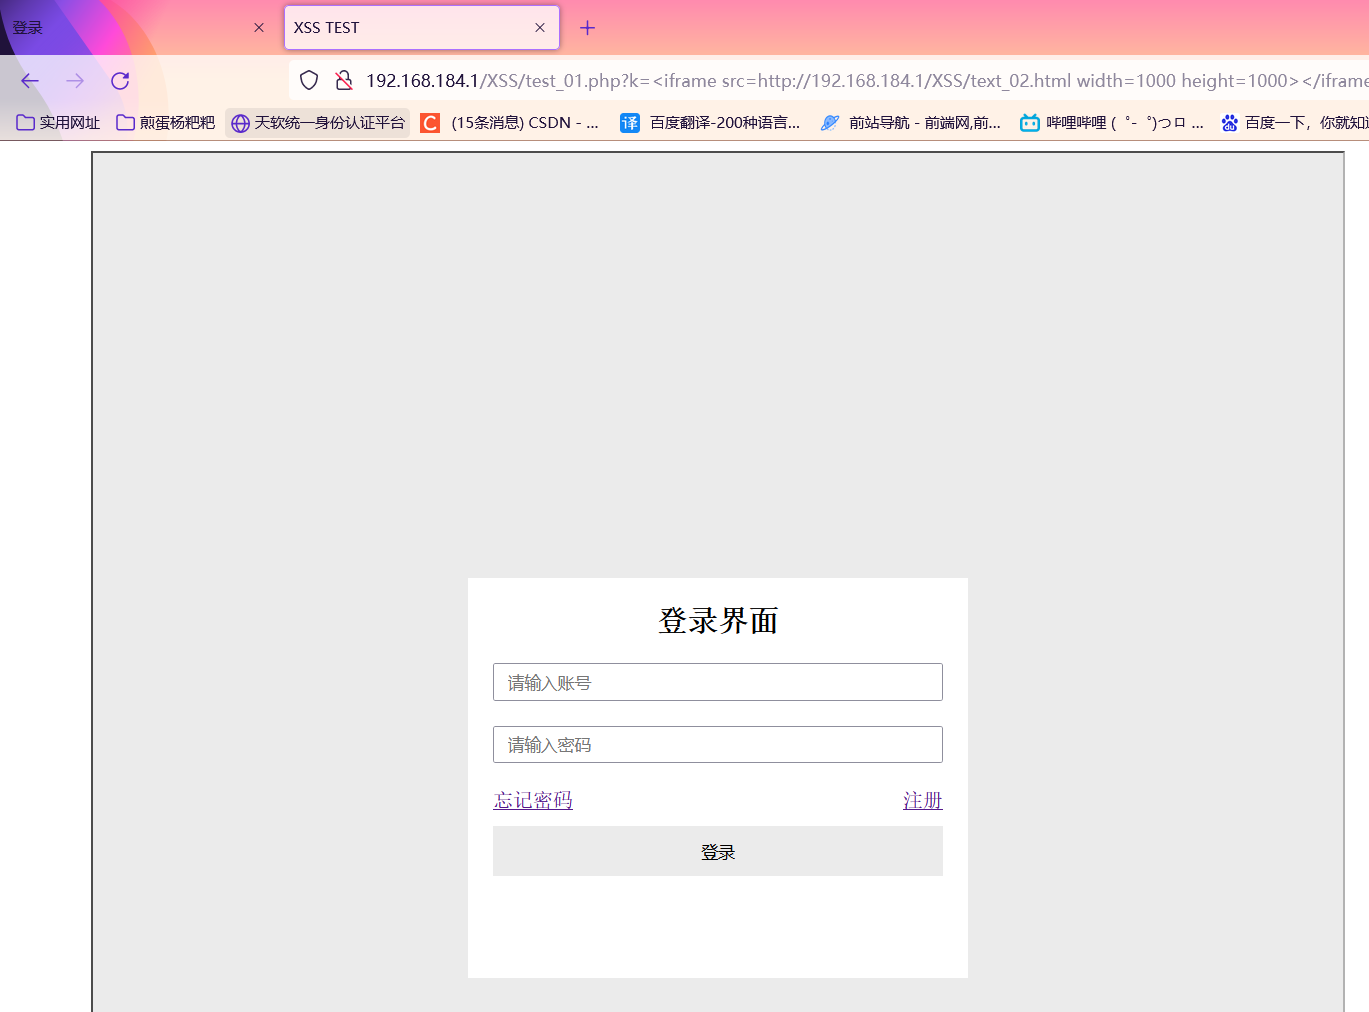 登录
XSS TEST
192.168.184.1/XSS/test_01.php?k=<iframe src=http://192.168.184.1/XSS/text_02.html width=1000 height=1000></iframe
实用网址 煎蛋杨粑粑 天软统一身份认证平台 (15条消息) CSDN - ... 百度翻译-200种语言... 前站导航 - 前端网,前... 哔哩哔哩 ( ゜- ゜)つロ ... 百度一下，你就知道
登录界面
请输入账号
请输入密码
忘记密码 注册
登录